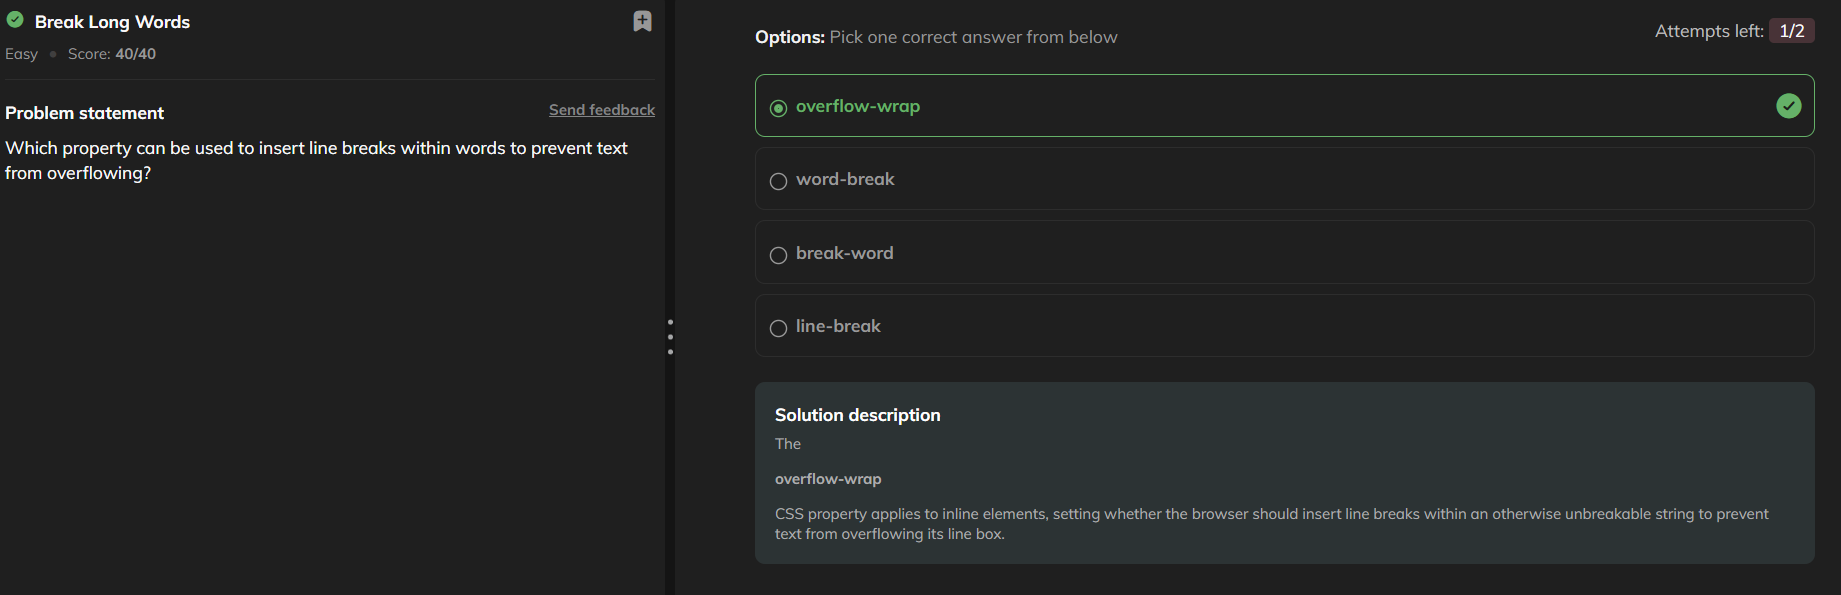 Break Long Words
Easy • Score: 40/40
Problem statement
Send feedback
Which property can be used to insert line breaks within words to prevent text
from overflowing?
Options: Pick one correct answer from below
Attempts left: 1/2
overflow-wrap
word-break
break-word
line-break
Solution description
The
overflow-wrap
CSS property applies to inline elements, setting whether the browser should insert line breaks within an otherwise unbreakable string to prevent
text from overflowing its line box.